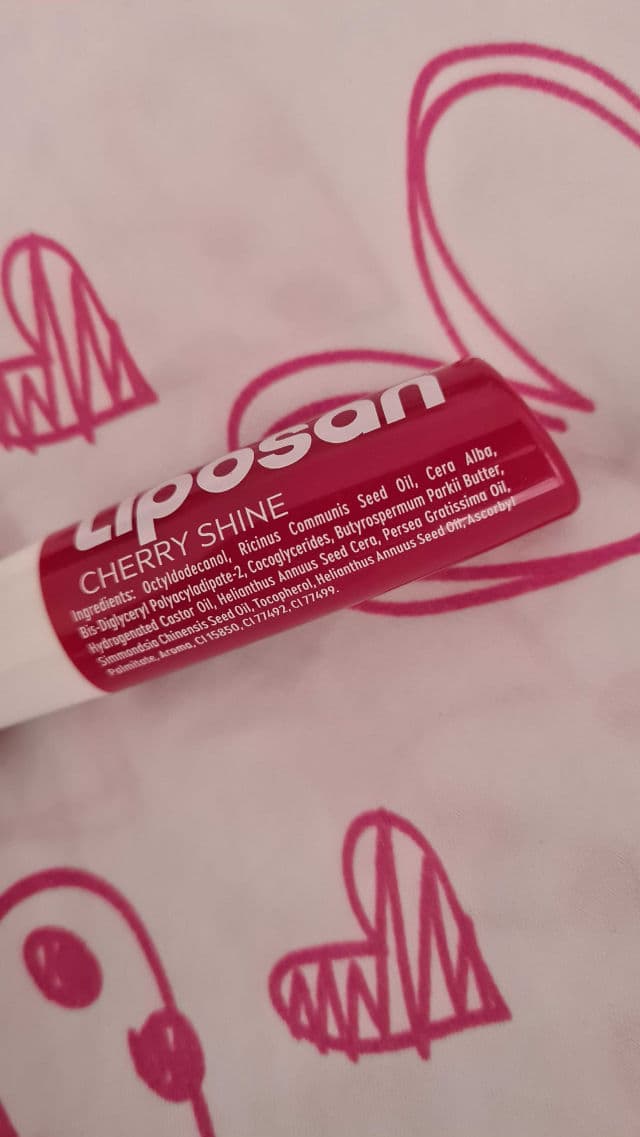 Liposan
CHERRY SHINE
Ingredients: Octyldodecanol, Ricinus Communis Seed Oil, Cera Alba,
Bis-Diglyceryl Polyacyladipate-2, Cocoglycerides, Butyrospermum Parkii Butter,
Hydrogenated Castor Oil, Helianthus Annuus Seed Cera, Persea Gratissima Oil,
Simmondsia Chinensis Seed Oil, Tocopherol, Helianthus Annuus Seed Oil, Ascorbyl
Palmitate, Aroma, CI 15850, CI 77492, CI 77499.